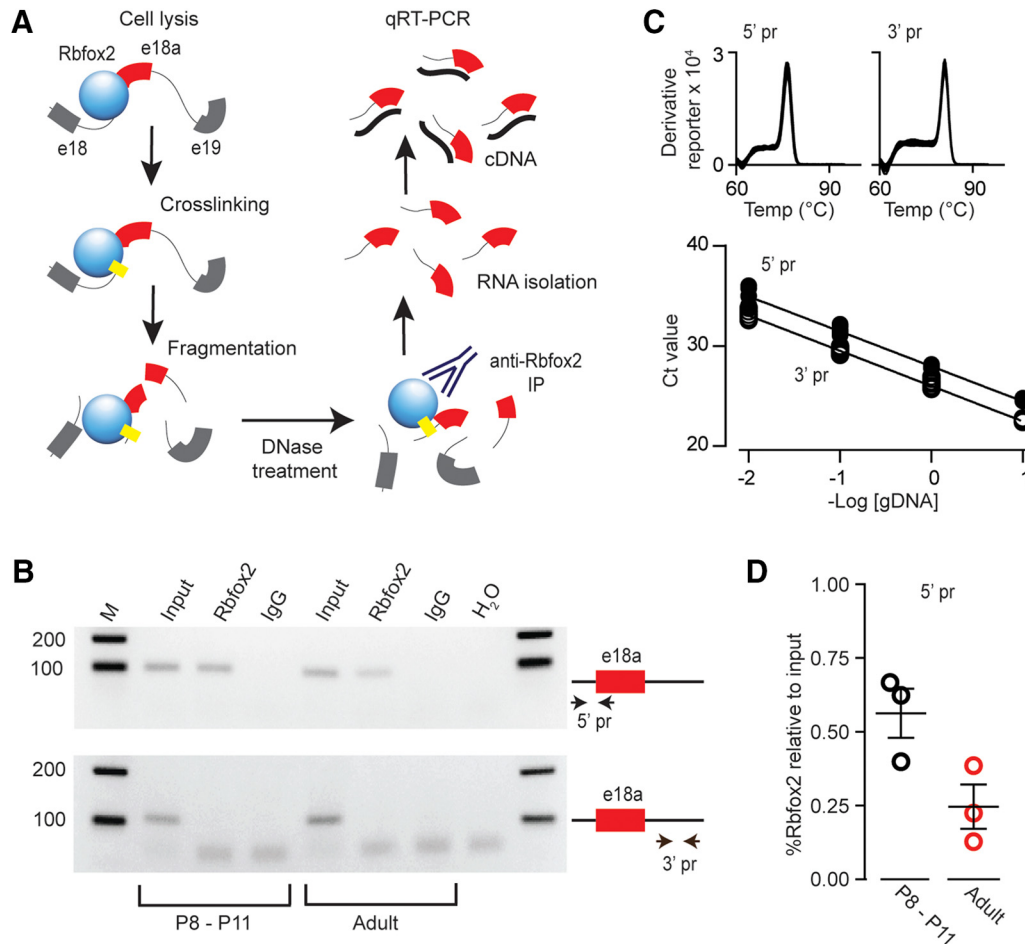 A
Cell lysis
Rbfox2
e18a
e18
e19
Crosslinking
Fragmentation
DNase
treatment
qRT-PCR
cDNA
RNA isolation
anti-Rbfox2
IP
B
M
Input
Rbfox2
IgG
Input
Rbfox2
IgG
H2O
200
100
e18a
5’ pr
200
100
e18a
3’ pr
P8 - P11
Adult
C
5’ pr
3’ pr
Derivative
reporter x 10⁴
3
0
60
90
60
90
Temp (°C)
Temp (°C)
40
30
20
Ct value
5’ pr
3’ pr
-2
-1
0
1
-Log [gDNA]
D
5’ pr
1.00
0.75
0.50
0.25
0.00
%Rbfox2 relative to input
P8 - P11
Adult